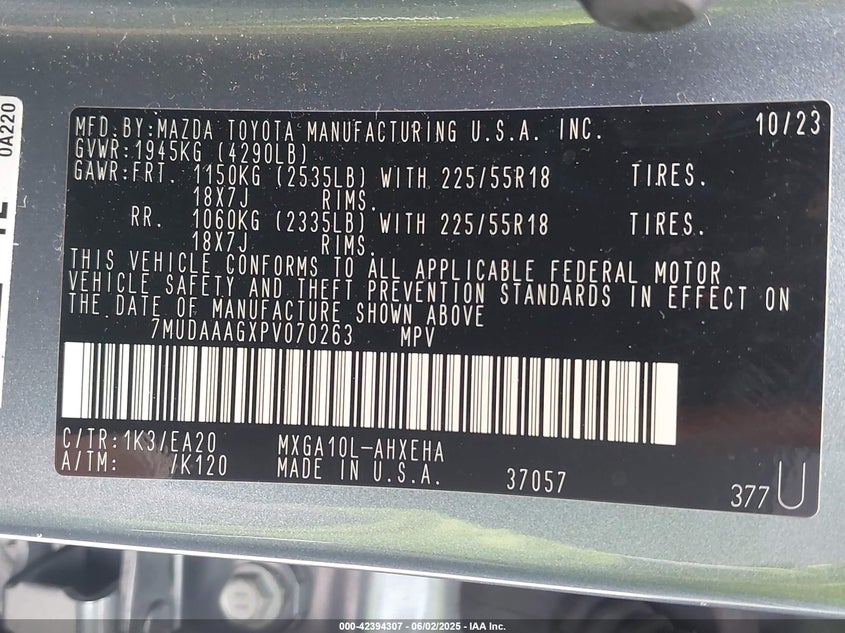 MFD.BY:MAZDA TOYOTA MANUFACTURING U.S.A. INC. 10/23
GVWR:1945KG (4290LB)
GAWR:FRT. 1150KG (2535LB) WITH 225/55R18 TIRES.
18X7J RIMS.
RR. 1060KG (2335LB) WITH 225/55R18 TIRES.
18X7J RIMS.
THIS VEHICLE CONFORMS TO ALL APPLICABLE FEDERAL MOTOR
VEHICLE SAFETY AND THEFT PREVENTION STANDARDS IN EFFECT ON
THE DATE OF MANUFACTURE SHOWN ABOVE
7MUDAAAGXPV070263 MPV
C/TR:1K3/EA20 MXGA10L-AHXEHA
A/TM: /K120 MADE IN U.S.A. 37057 377U
0A220
000-42394307 - 06/02/2025 - IAA Inc.